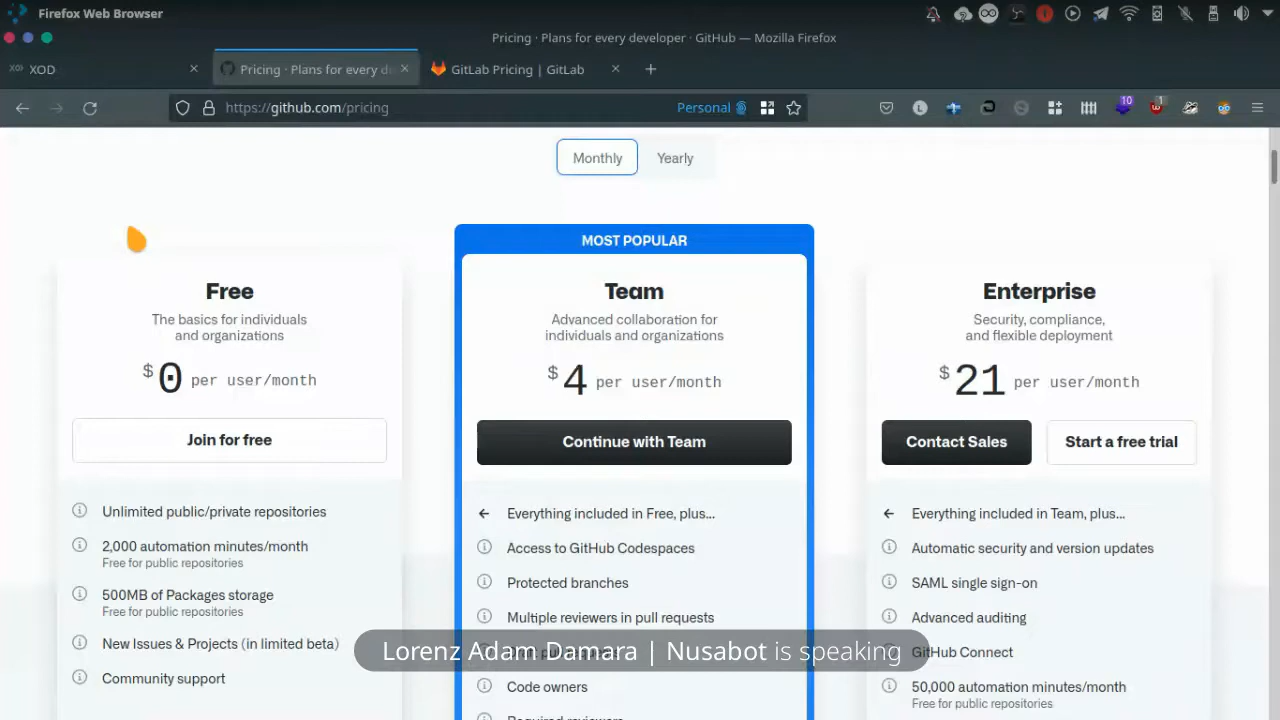 Firefox Web Browser
Pricing · Plans for every developer · GitHub — Mozilla Firefox
XOD
Pricing · Plans for every de
GitLab Pricing | GitLab
https://github.com/pricing
Personal
10
1
Monthly
Yearly
MOST POPULAR
Free
The basics for individuals
and organizations
$0 per user/month
Join for free
Unlimited public/private repositories
2,000 automation minutes/month
Free for public repositories
500MB of Packages storage
Free for public repositories
New Issues & Projects (in limited beta)
Community support
Team
Advanced collaboration for
individuals and organizations
$4 per user/month
Continue with Team
Everything included in Free, plus...
Access to GitHub Codespaces
Protected branches
Multiple reviewers in pull requests
Code owners
Required reviewers
Enterprise
Security, compliance,
and flexible deployment
$21 per user/month
Contact Sales
Start a free trial
Everything included in Team, plus...
Automatic security and version updates
SAML single sign-on
Advanced auditing
GitHub Connect
50,000 automation minutes/month
Free for public repositories
Lorenz Adam Damara | Nusabot is speaking